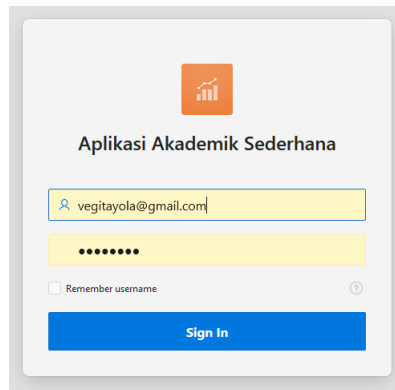 Aplikasi Akademik Sederhana
vegitayola@gmail.com
Remember username
?
Sign In